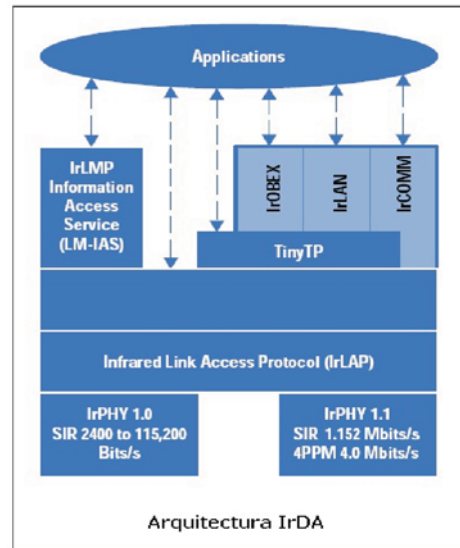 Applications
IrLMP
Information
Access
Service
(LM-IAS)
IrOBEX
IrLAN
IrCOMM
TinyTP
Infrared Link Access Protocol (IrLAP)
IrPHY 1.0
SIR 2400 to 115,200
Bits/s
IrPHY 1.1
SIR 1.152 Mbits/s
4PPM 4.0 Mbits/s
Arquitectura IrDA